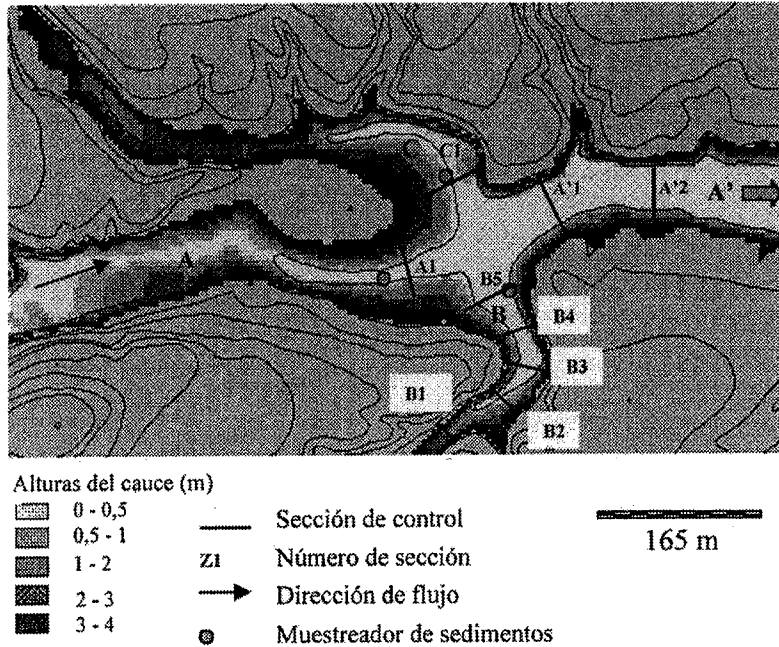 C
C1
A'1
A'2
A'
A
A1
B5
B
B4
B3
B1
B2
Alturas del cauce (m)
0 - 0,5
0,5 - 1
1 - 2
2 - 3
3 - 4
Sección de control
Z1 Número de sección
Dirección de flujo
Muestreador de sedimentos
165 m